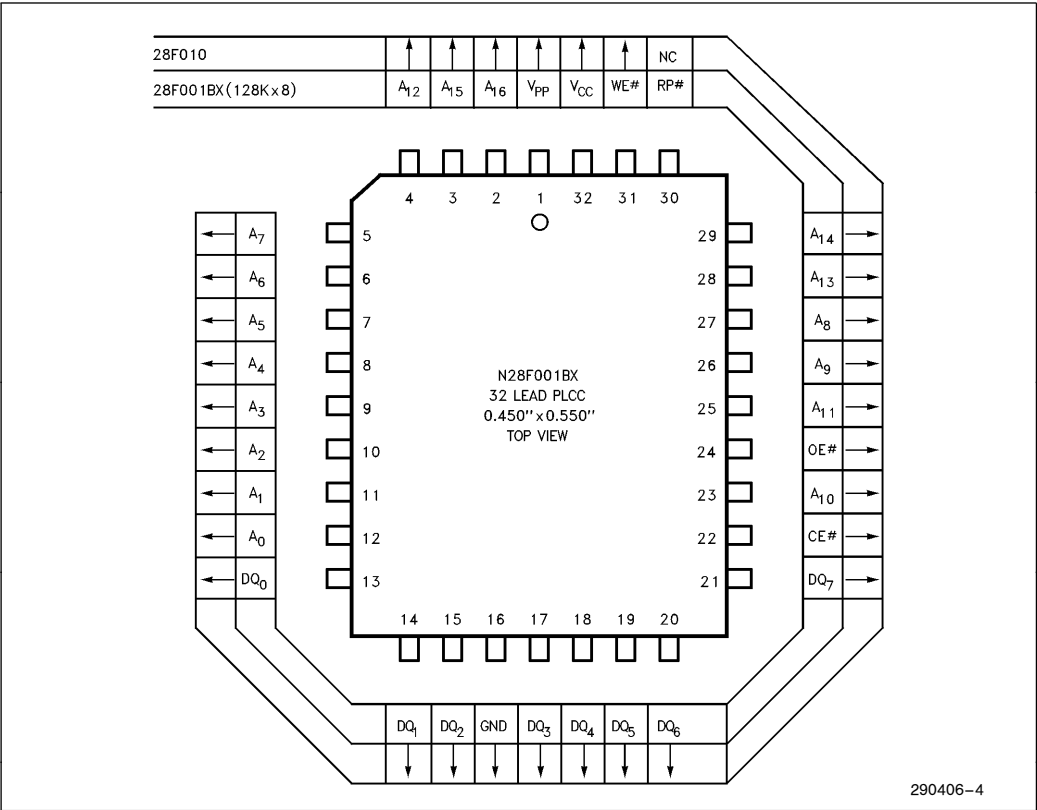 28F010 NC
28F001BX(128Kx8) A12 A15 A16 VPP VCC WE# RP#
4 3 2 1 32 31 30
A7 5 29 A14
A6 6 28 A13
A5 7 27 A8
A4 8 26 A9
A3 9 25 A11
A2 10 24 OE#
A1 11 23 A10
A0 12 22 CE#
DQ0 13 21 DQ7
N28F001BX
32 LEAD PLCC
0.450''x0.550''
TOP VIEW
14 15 16 17 18 19 20
DQ1 DQ2 GND DQ3 DQ4 DQ5 DQ6
290406-4